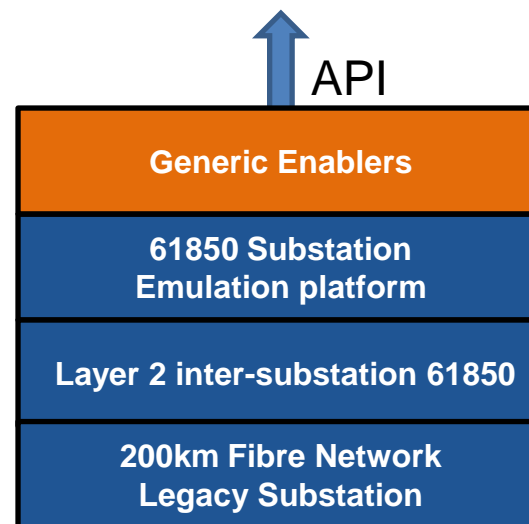 API
Generic Enablers
61850 Substation
Emulation platform
Layer 2 inter-substation 61850
200km Fibre Network
Legacy Substation